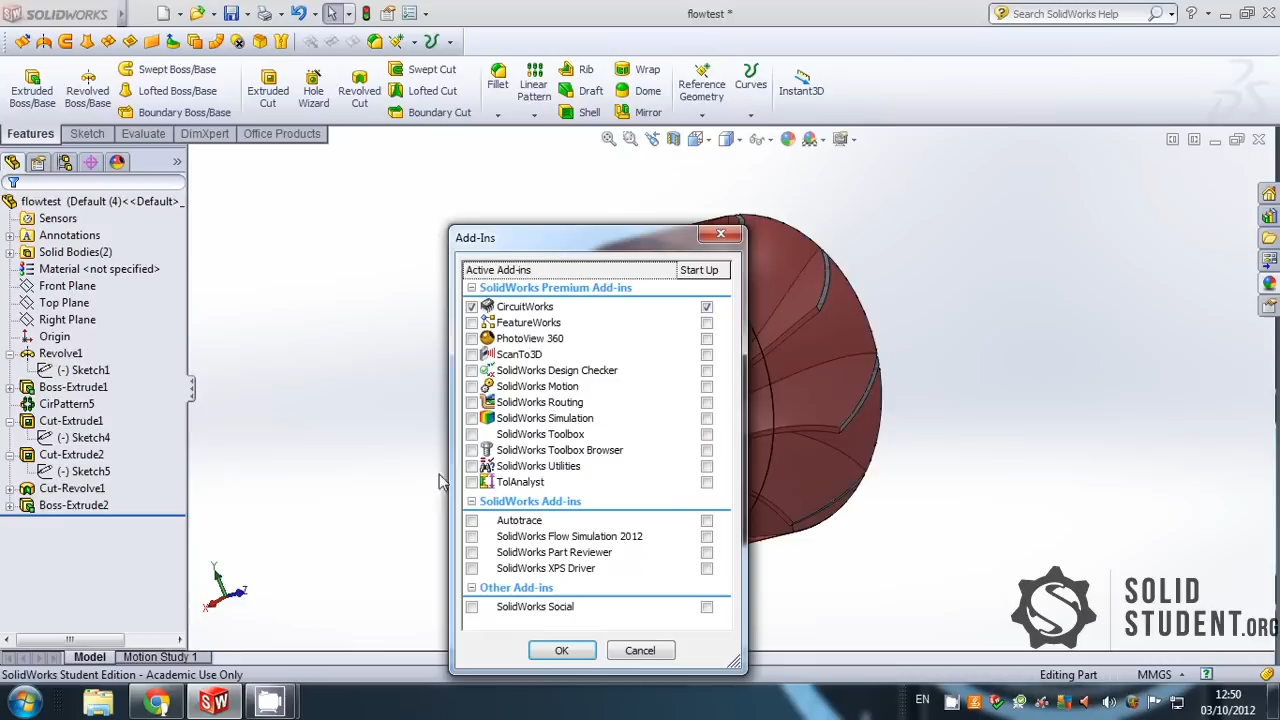 SOLIDWORKS
flowtest *
Search SolidWorks Help
Extruded Boss/Base
Revolved Boss/Base
Swept Boss/Base
Lofted Boss/Base
Boundary Boss/Base
Extruded Cut
Hole Wizard
Revolved Cut
Swept Cut
Lofted Cut
Boundary Cut
Fillet
Linear Pattern
Rib
Draft
Shell
Wrap
Dome
Mirror
Reference Geometry
Curves
Instant3D
Features
Sketch
Evaluate
DimXpert
Office Products
flowtest (Default (4)<<Default>_
Sensors
Annotations
Solid Bodies(2)
Material <not specified>
Front Plane
Top Plane
Right Plane
Origin
Revolve1
(-) Sketch1
Boss-Extrude1
CirPattern5
Cut-Extrude1
(-) Sketch4
Cut-Extrude2
(-) Sketch5
Cut-Revolve1
Boss-Extrude2
Y
Z
X
Add-Ins
Active Add-ins
Start Up
SolidWorks Premium Add-ins
CircuitWorks
FeatureWorks
PhotoView 360
ScanTo3D
SolidWorks Design Checker
SolidWorks Motion
SolidWorks Routing
SolidWorks Simulation
SolidWorks Toolbox
SolidWorks Toolbox Browser
SolidWorks Utilities
TolAnalyst
SolidWorks Add-ins
Autotrace
SolidWorks Flow Simulation 2012
SolidWorks Part Reviewer
SolidWorks XPS Driver
Other Add-ins
SolidWorks Social
OK
Cancel
SOLID
STUDENT.ORG
Model
Motion Study 1
SolidWorks Student Edition - Academic Use Only
Editing Part
MMGS
EN
12:50
03/10/2012